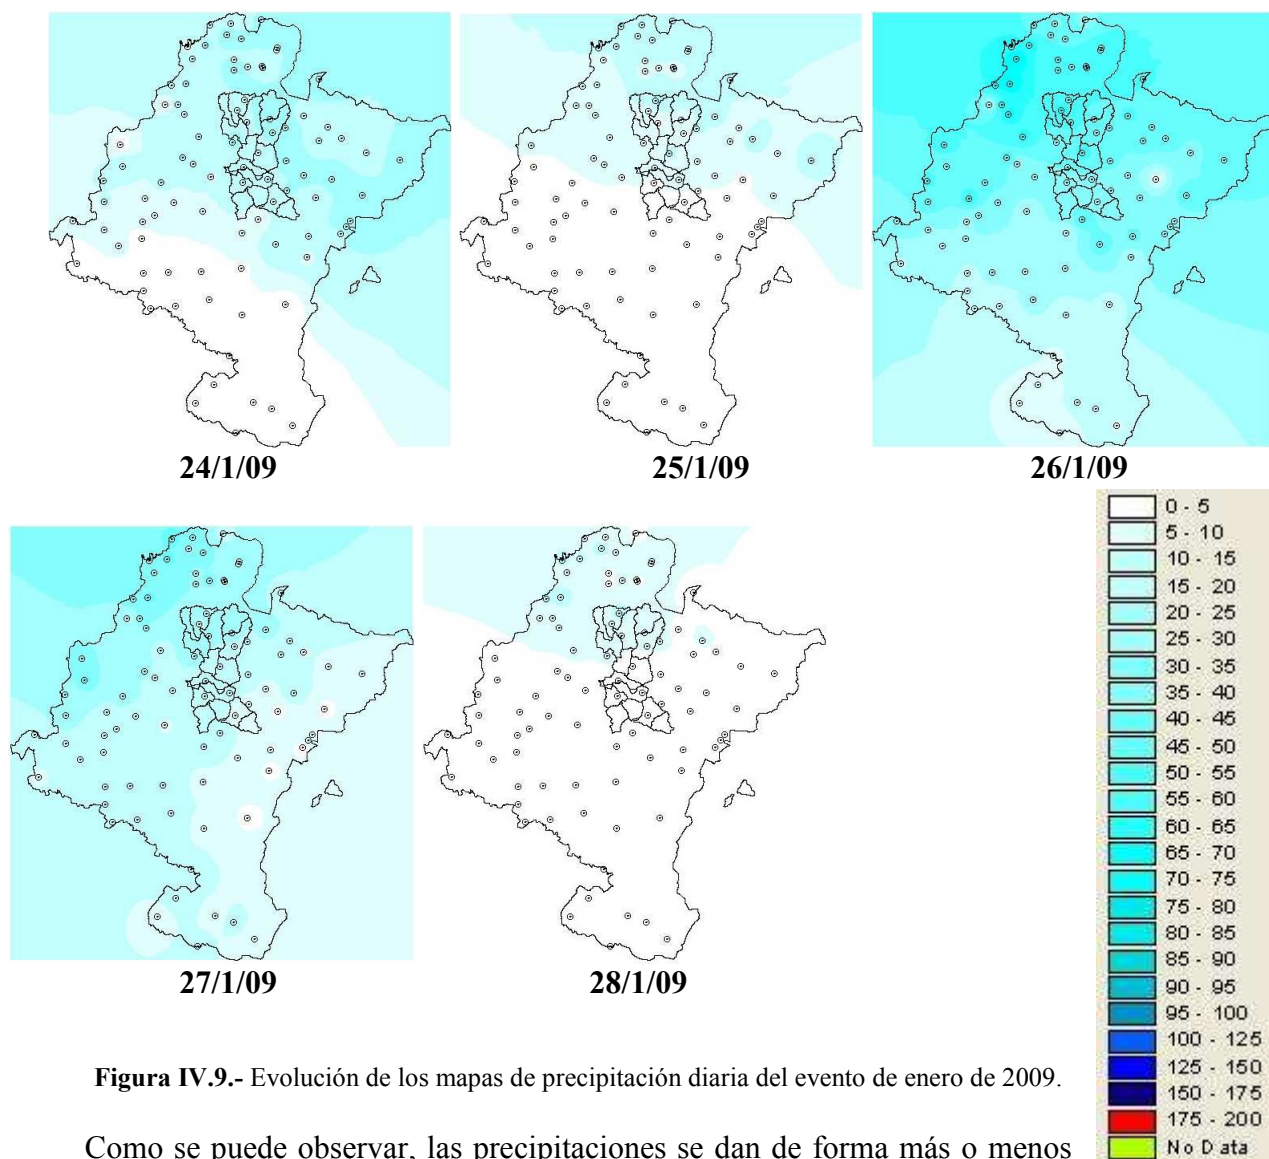 24/1/09
25/1/09
26/1/09
27/1/09
28/1/09
0 - 5
5 - 10
10 - 15
15 - 20
20 - 25
25 - 30
30 - 35
35 - 40
40 - 45
45 - 50
50 - 55
55 - 60
60 - 65
65 - 70
70 - 75
75 - 80
80 - 85
85 - 90
90 - 95
95 - 100
100 - 125
125 - 150
150 - 175
175 - 200
No Data
Figura IV.9.- Evolución de los mapas de precipitación diaria del evento de enero de 2009.
Como se puede observar, las precipitaciones se dan de forma más o menos